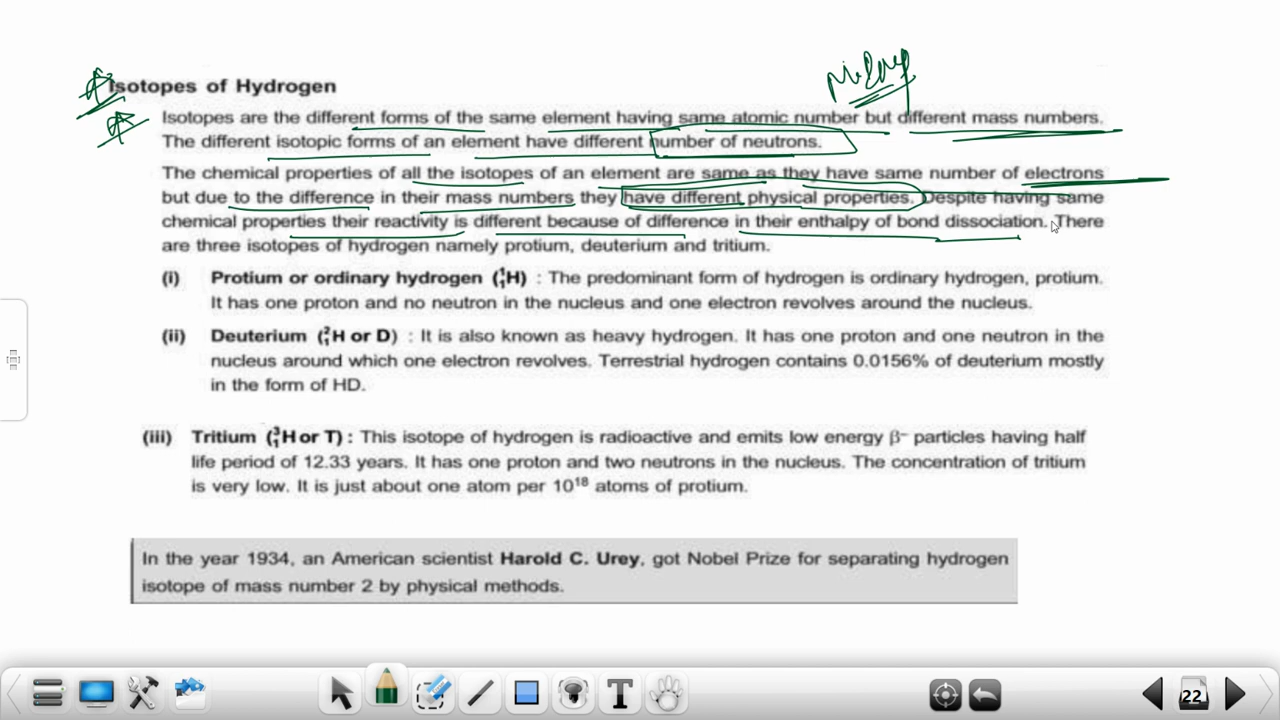 Isotopes of Hydrogen
Isotopes are the different forms of the same element having same atomic number but different mass numbers.
The different isotopic forms of an element have different number of neutrons.
The chemical properties of all the isotopes of an element are same as they have same number of electrons
but due to the difference in their mass numbers they have different physical properties. Despite having same
chemical properties their reactivity is different because of difference in their enthalpy of bond dissociation. There
are three isotopes of hydrogen namely protium, deuterium and tritium.
(i) Protium or ordinary hydrogen (¹₁H) : The predominant form of hydrogen is ordinary hydrogen, protium.
It has one proton and no neutron in the nucleus and one electron revolves around the nucleus.
(ii) Deuterium (²₁H or D) : It is also known as heavy hydrogen. It has one proton and one neutron in the
nucleus around which one electron revolves. Terrestrial hydrogen contains 0.0156% of deuterium mostly
in the form of HD.
(iii) Tritium (³₁H or T) : This isotope of hydrogen is radioactive and emits low energy β⁻ particles having half
life period of 12.33 years. It has one proton and two neutrons in the nucleus. The concentration of tritium
is very low. It is just about one atom per 10¹⁸ atoms of protium.
In the year 1934, an American scientist Harold C. Urey, got Nobel Prize for separating hydrogen
isotope of mass number 2 by physical methods.
T
22